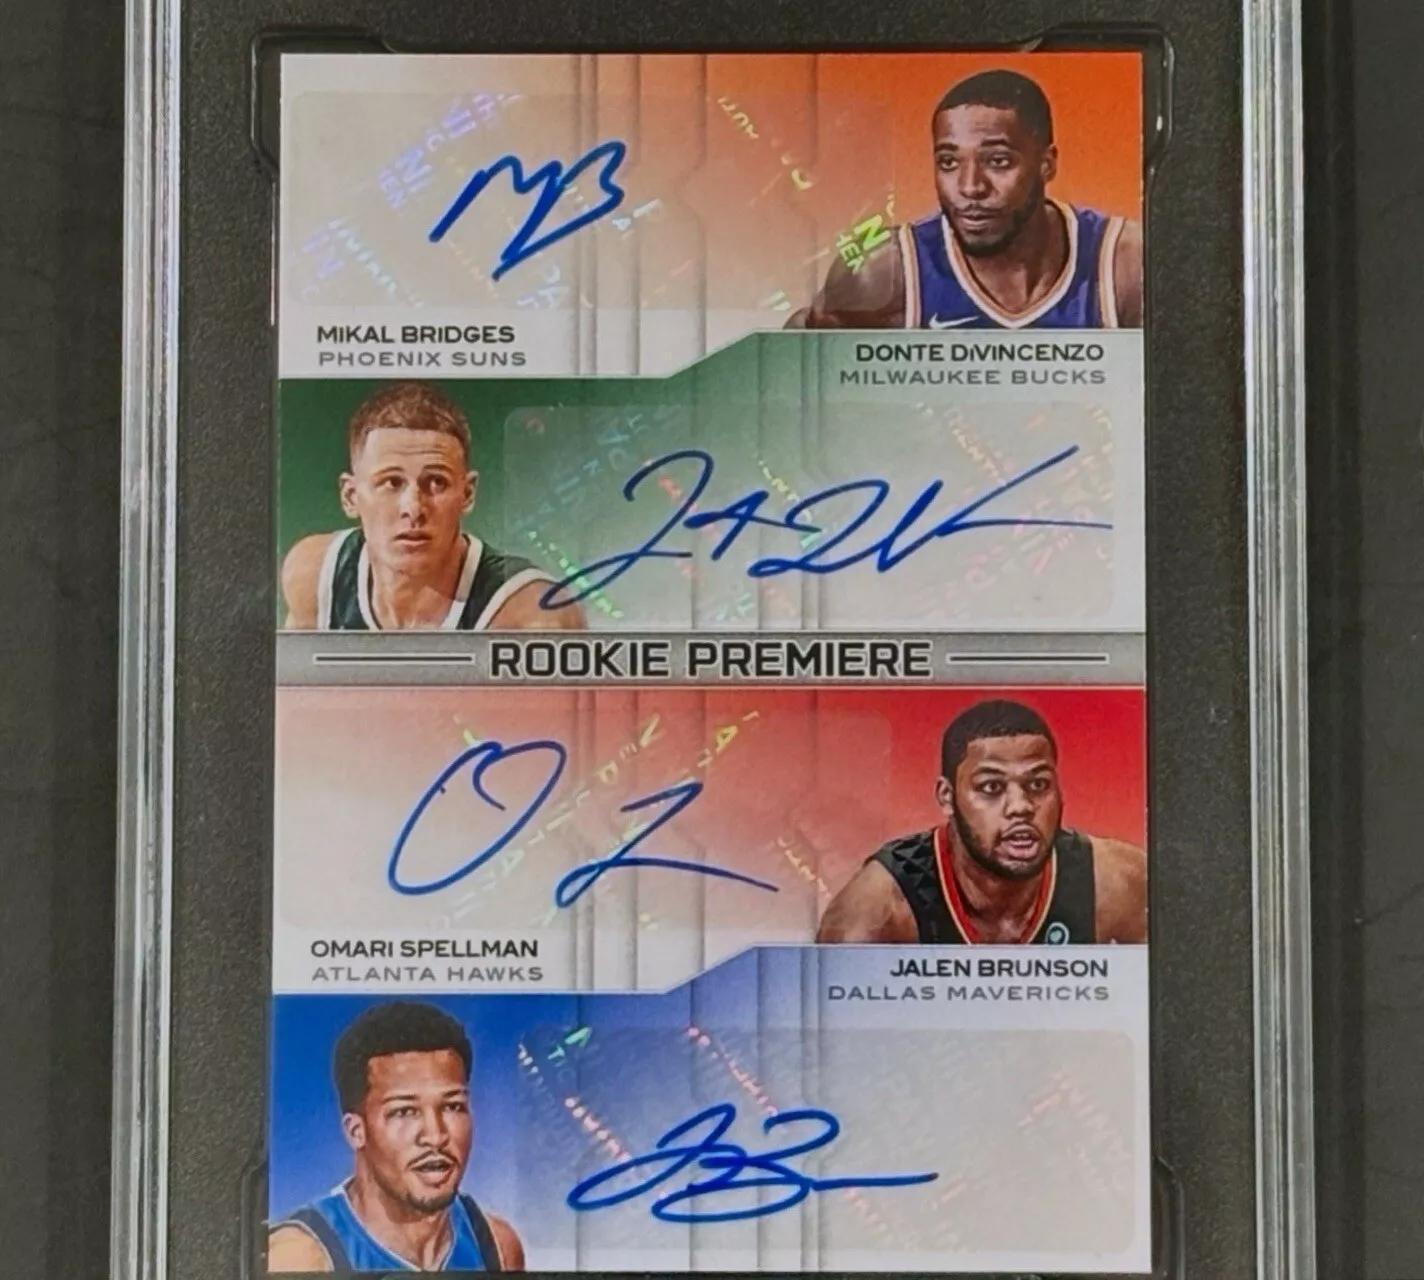 MIKAL BRIDGES
PHOENIX SUNS
DONTE DiVINCENZO
MILWAUKEE BUCKS
ROOKIE PREMIERE
OMARI SPELLMAN
ATLANTA HAWKS
JALEN BRUNSON
DALLAS MAVERICKS